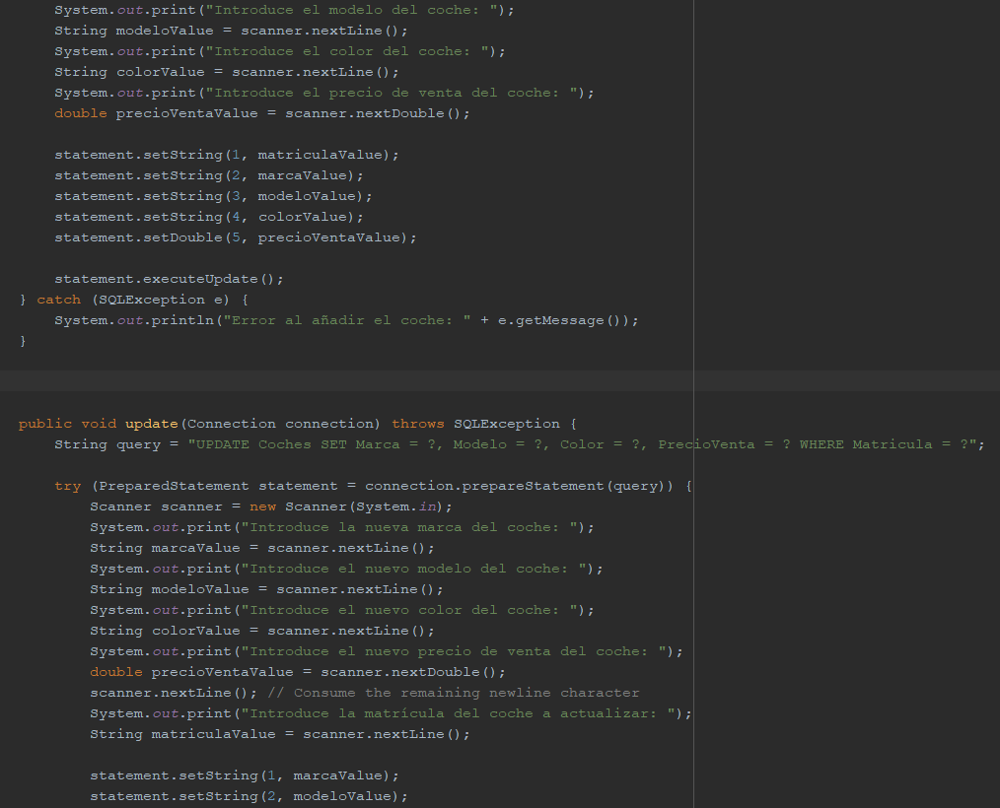 System.out.print("Introduce el modelo del coche: ");
String modeloValue = scanner.nextLine();
System.out.print("Introduce el color del coche: ");
String colorValue = scanner.nextLine();
System.out.print("Introduce el precio de venta del coche: ");
double precioVentaValue = scanner.nextDouble();
statement.setString(1, matriculaValue);
statement.setString(2, marcaValue);
statement.setString(3, modeloValue);
statement.setString(4, colorValue);
statement.setDouble(5, precioVentaValue);
statement.executeUpdate();
} catch (SQLException e) {
System.out.println("Error al añadir el coche: " + e.getMessage());
}
public void update(Connection connection) throws SQLException {
String query = "UPDATE Coches SET Marca = ?, Modelo = ?, Color = ?, PrecioVenta = ? WHERE Matricula = ?";
try (PreparedStatement statement = connection.prepareStatement(query)) {
Scanner scanner = new Scanner(System.in);
System.out.print("Introduce la nueva marca del coche: ");
String marcaValue = scanner.nextLine();
System.out.print("Introduce el nuevo modelo del coche: ");
String modeloValue = scanner.nextLine();
System.out.print("Introduce el nuevo color del coche: ");
String colorValue = scanner.nextLine();
System.out.print("Introduce el nuevo precio de venta del coche: ");
double precioVentaValue = scanner.nextDouble();
scanner.nextLine(); // Consume the remaining newline character
System.out.print("Introduce la matrícula del coche a actualizar: ");
String matriculaValue = scanner.nextLine();
statement.setString(1, marcaValue);
statement.setString(2, modeloValue);